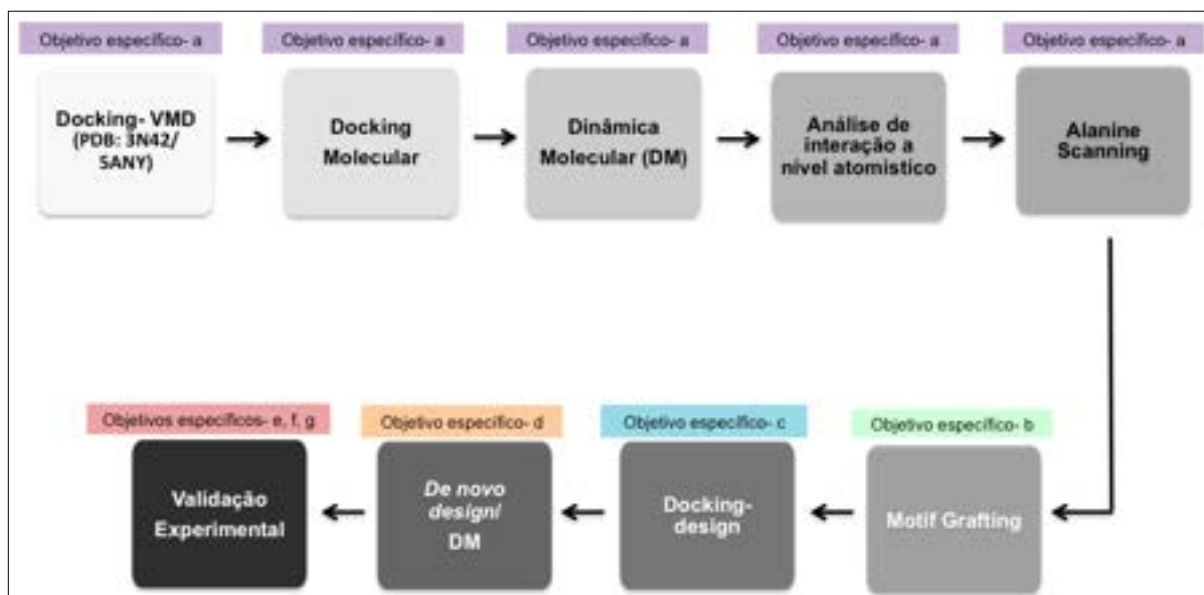 Objetivo específico- a
Docking- VMD
(PDB: 3N42/
5ANY)
Objetivo específico- a
Docking
Molecular
Objetivo específico- a
Dinâmica
Molecular (DM)
Objetivo específico- a
Análise de
interação a
nível atomístico
Objetivo específico- a
Alanine
Scanning
Objetivos específicos- e, f, g
Validação
Experimental
Objetivo específico- d
De novo
design/
DM
Objetivo específico- c
Docking-
design
Objetivo específico- b
Motif Grafting